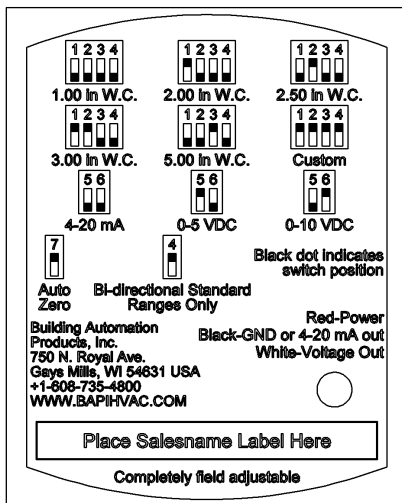 1 2 3 4 1 2 3 4 1 2 3 4
1.00 in W.C. 2.00 in W.C. 2.50 in W.C.
1 2 3 4 1 2 3 4 1 2 3 4
3.00 in W.C. 5.00 in W.C. Custom
5 6 5 6 5 6
4-20 mA 0-5 VDC 0-10 VDC
7 4
Auto
Zero
Bi-directional Standard
Ranges Only
Black dot indicates
switch position
Red-Power
Black-GND or 4-20 mA out
White-Voltage Out
Building Automation
Products, Inc.
750 N. Royal Ave.
Gays Mills, WI 54631 USA
+1-608-735-4800
WWW.BAPIHVAC.COM
Place Salesname Label Here
Completely field adjustable